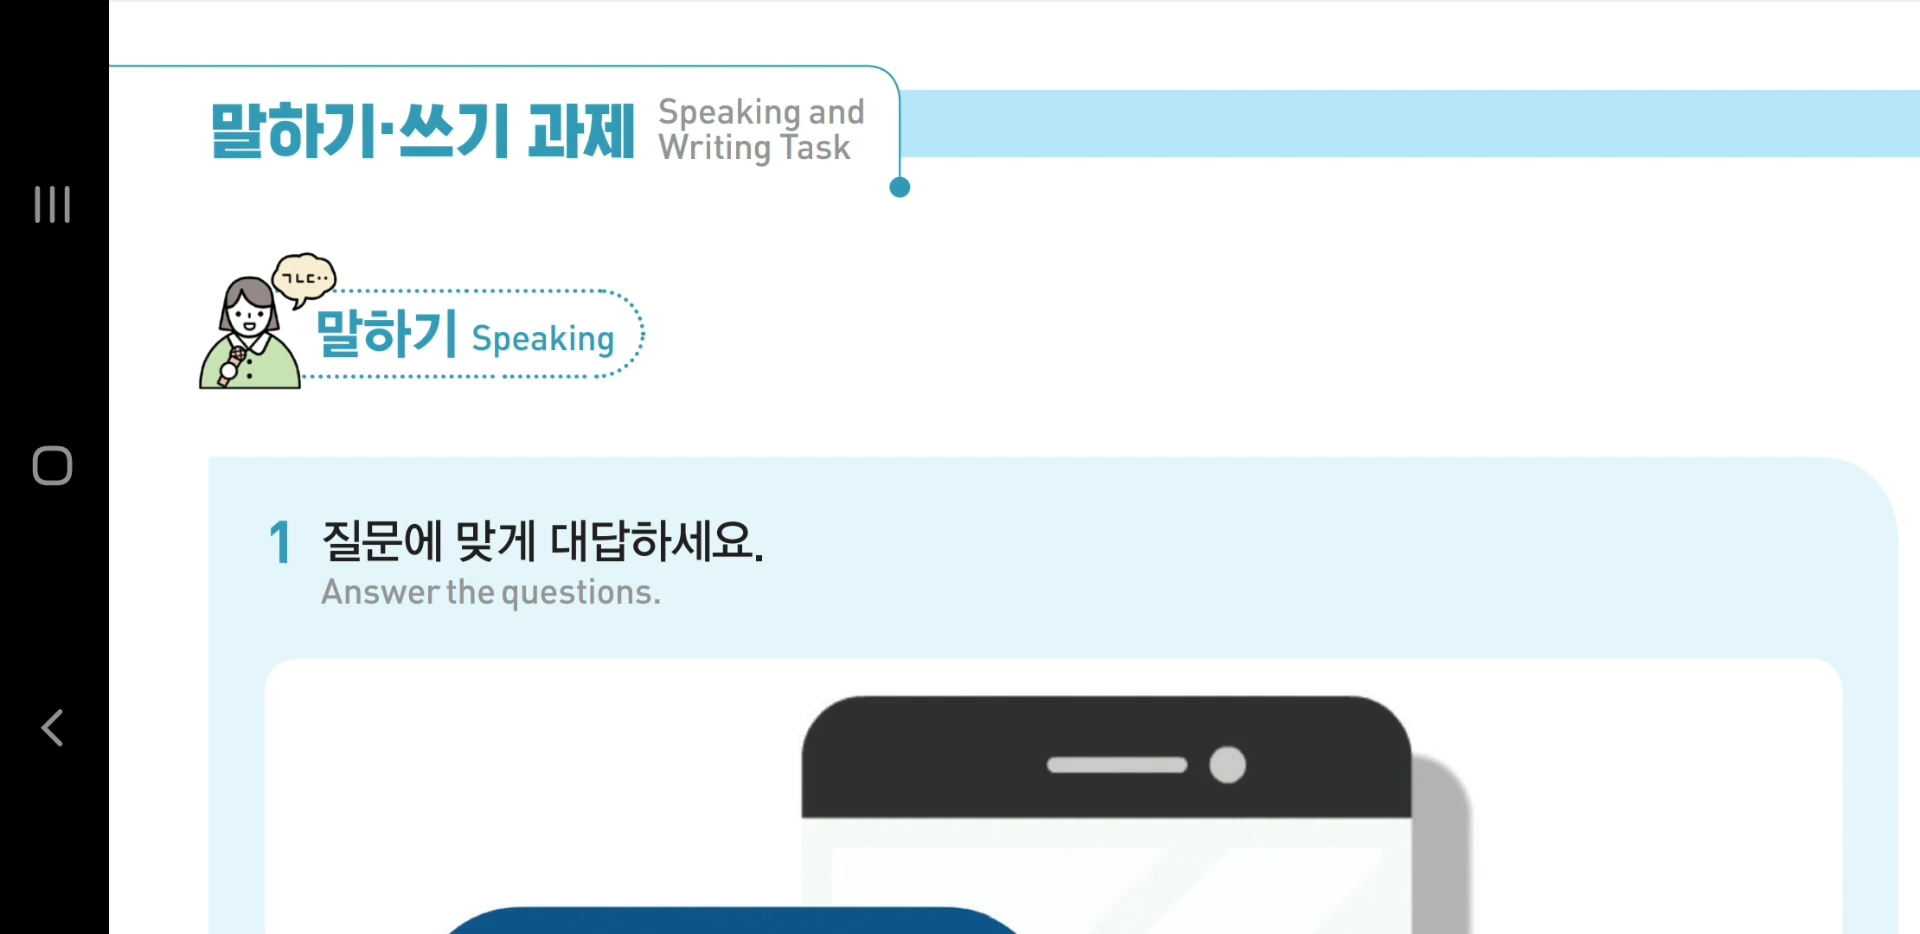 말하기·쓰기 과제
Speaking and
Writing Task
ㄱㄴㄷ··
말하기 Speaking
1 질문에 맞게 대답하세요.
Answer the questions.